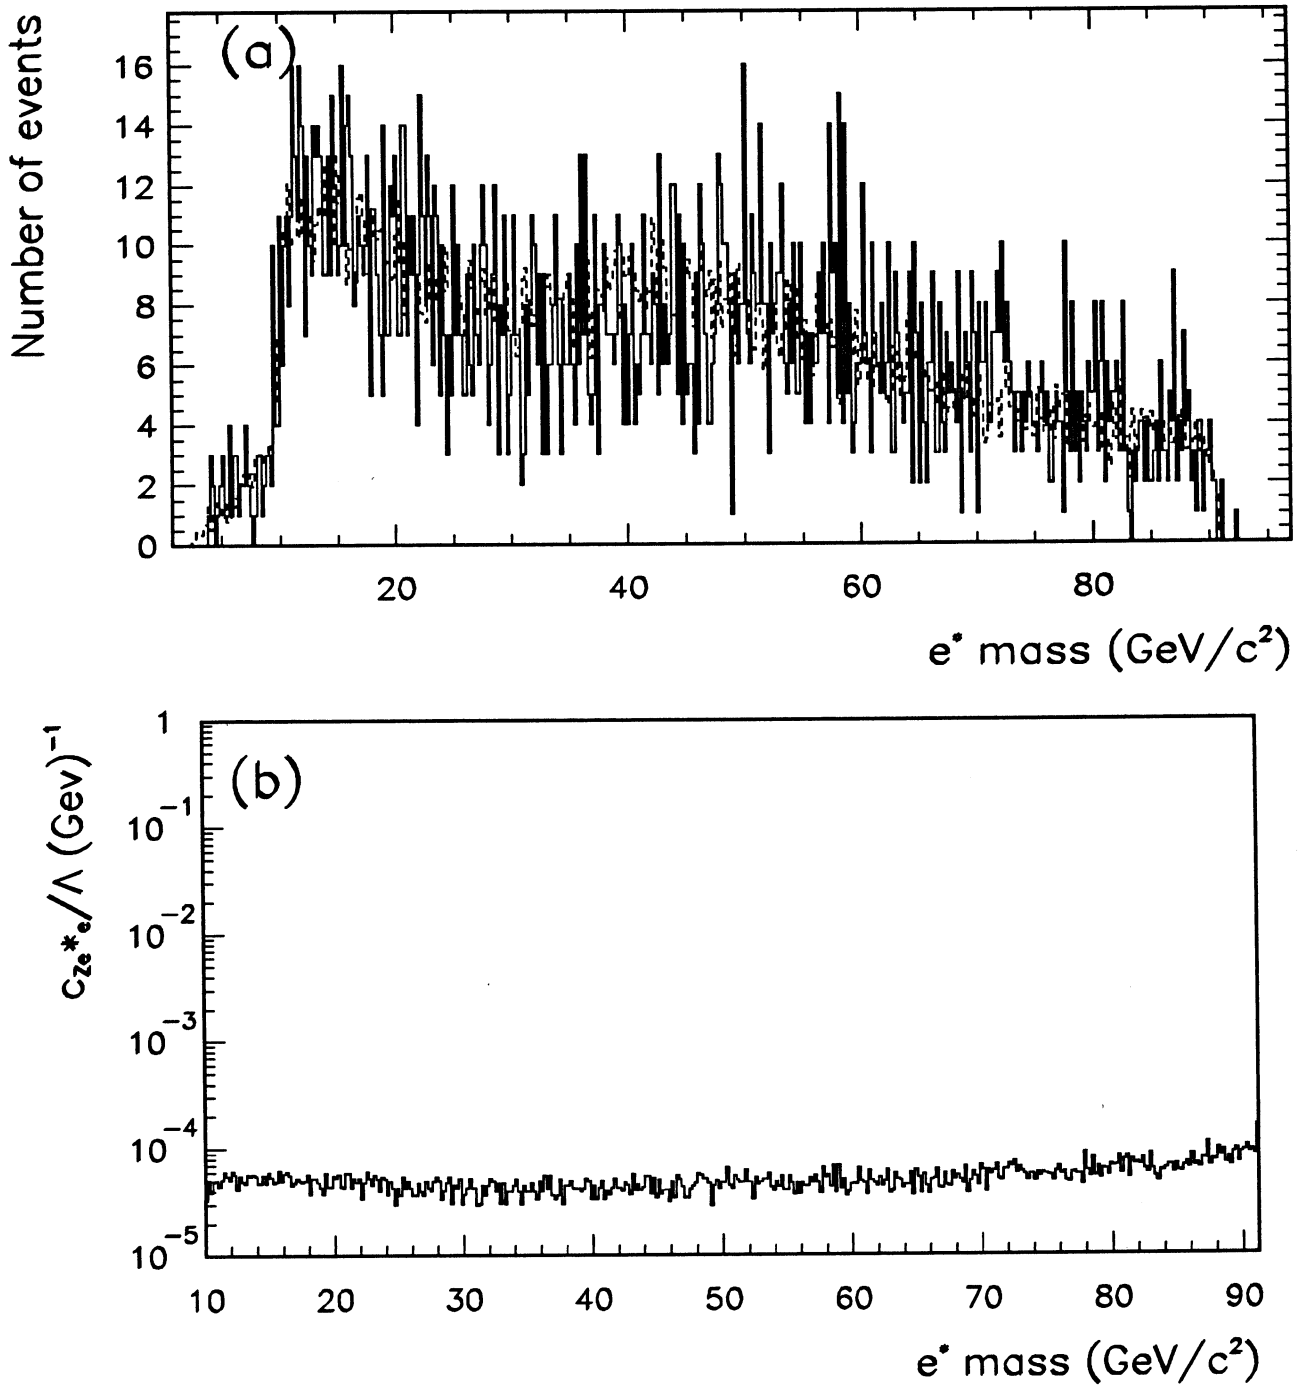 (a)
Number of events
16
14
12
10
8
6
4
2
0
20 40 60 80
e* mass (GeV/c²)
(b)
c_Ze*e/Λ (Gev)⁻¹
1
10⁻¹
10⁻²
10⁻³
10⁻⁴
10⁻⁵
10 20 30 40 50 60 70 80 90
e* mass (GeV/c²)